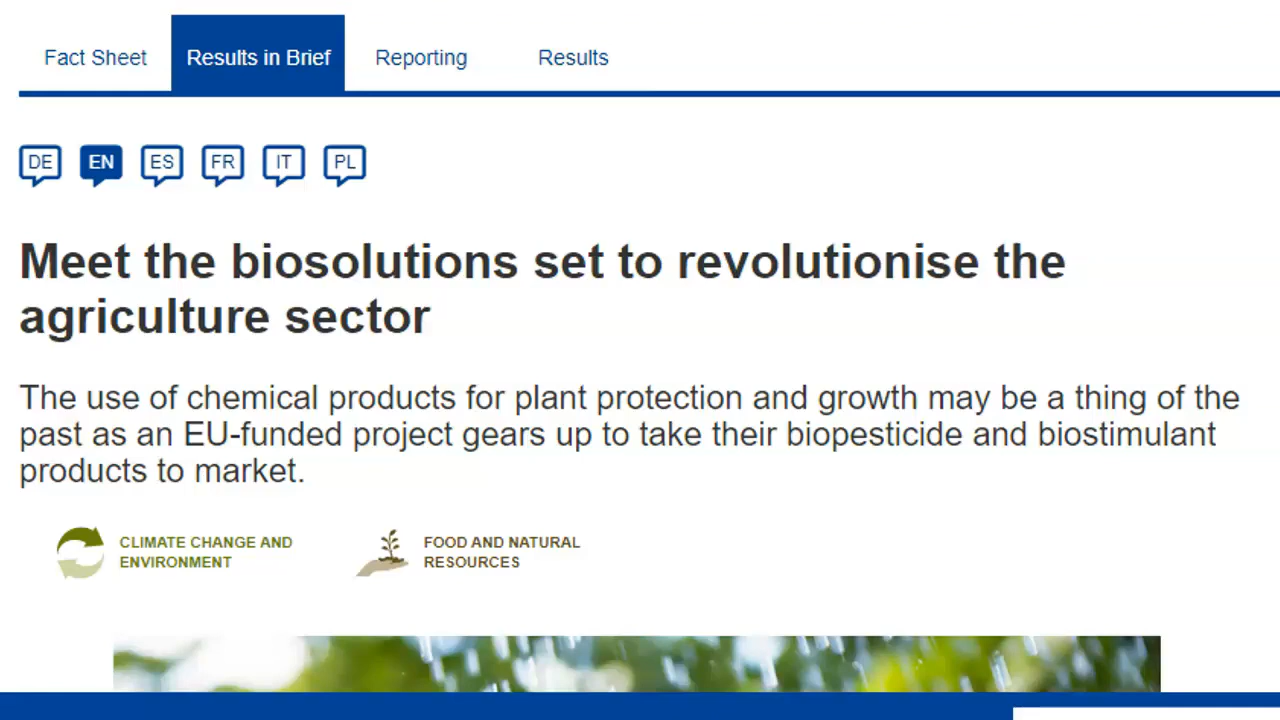 Fact Sheet Results in Brief Reporting Results
DE EN ES FR IT PL
Meet the biosolutions set to revolutionise the
agriculture sector
The use of chemical products for plant protection and growth may be a thing of the
past as an EU-funded project gears up to take their biopesticide and biostimulant
products to market.
CLIMATE CHANGE AND
ENVIRONMENT
FOOD AND NATURAL
RESOURCES